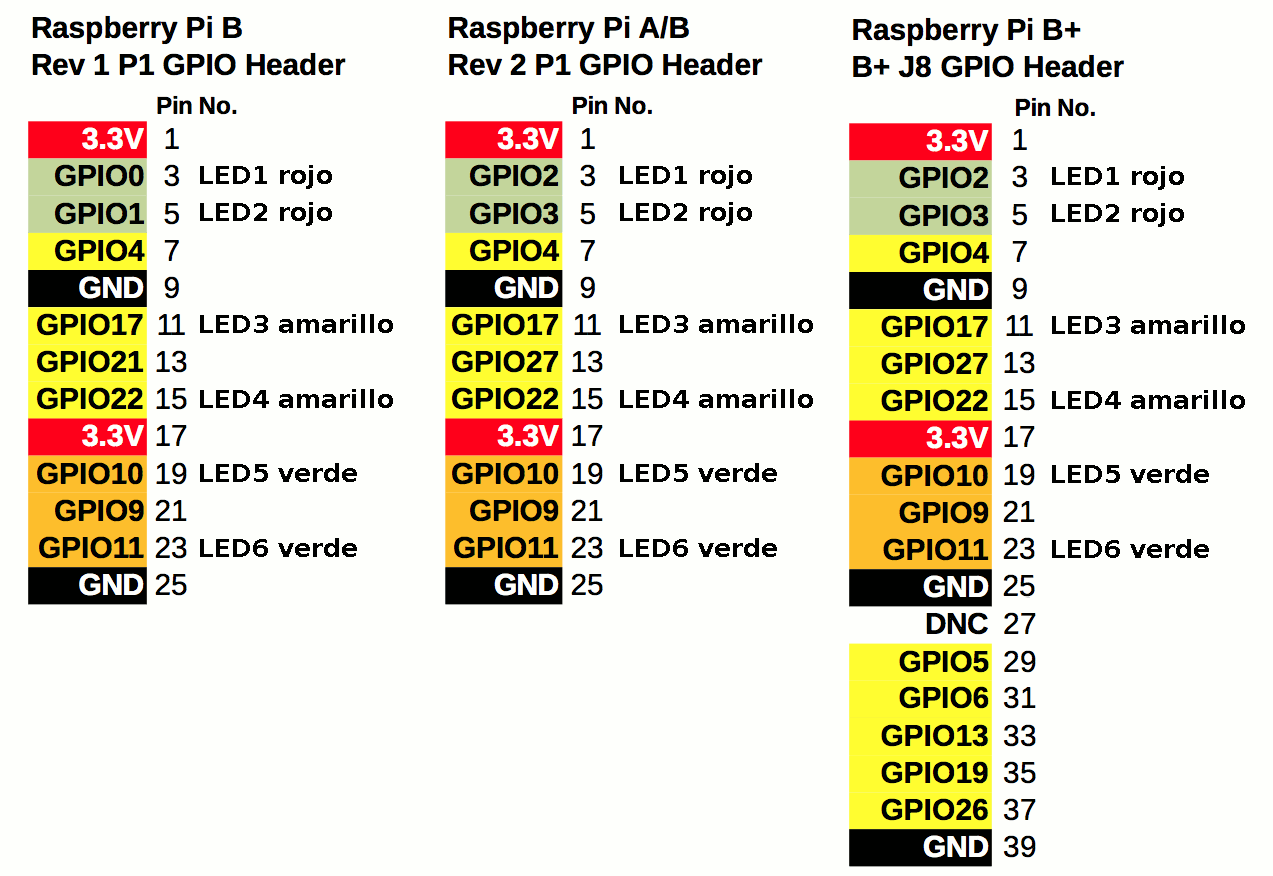 Raspberry Pi B
Rev 1 P1 GPIO Header
Pin No.
3.3V 1
GPIO0 3 LED1 rojo
GPIO1 5 LED2 rojo
GPIO4 7
GND 9
GPIO17 11 LED3 amarillo
GPIO21 13
GPIO22 15 LED4 amarillo
3.3V 17
GPIO10 19 LED5 verde
GPIO9 21
GPIO11 23 LED6 verde
GND 25
Raspberry Pi A/B
Rev 2 P1 GPIO Header
Pin No.
3.3V 1
GPIO2 3 LED1 rojo
GPIO3 5 LED2 rojo
GPIO4 7
GND 9
GPIO17 11 LED3 amarillo
GPIO27 13
GPIO22 15 LED4 amarillo
3.3V 17
GPIO10 19 LED5 verde
GPIO9 21
GPIO11 23 LED6 verde
GND 25
Raspberry Pi B+
B+ J8 GPIO Header
Pin No.
3.3V 1
GPIO2 3 LED1 rojo
GPIO3 5 LED2 rojo
GPIO4 7
GND 9
GPIO17 11 LED3 amarillo
GPIO27 13
GPIO22 15 LED4 amarillo
3.3V 17
GPIO10 19 LED5 verde
GPIO9 21
GPIO11 23 LED6 verde
GND 25
DNC 27
GPIO5 29
GPIO6 31
GPIO13 33
GPIO19 35
GPIO26 37
GND 39